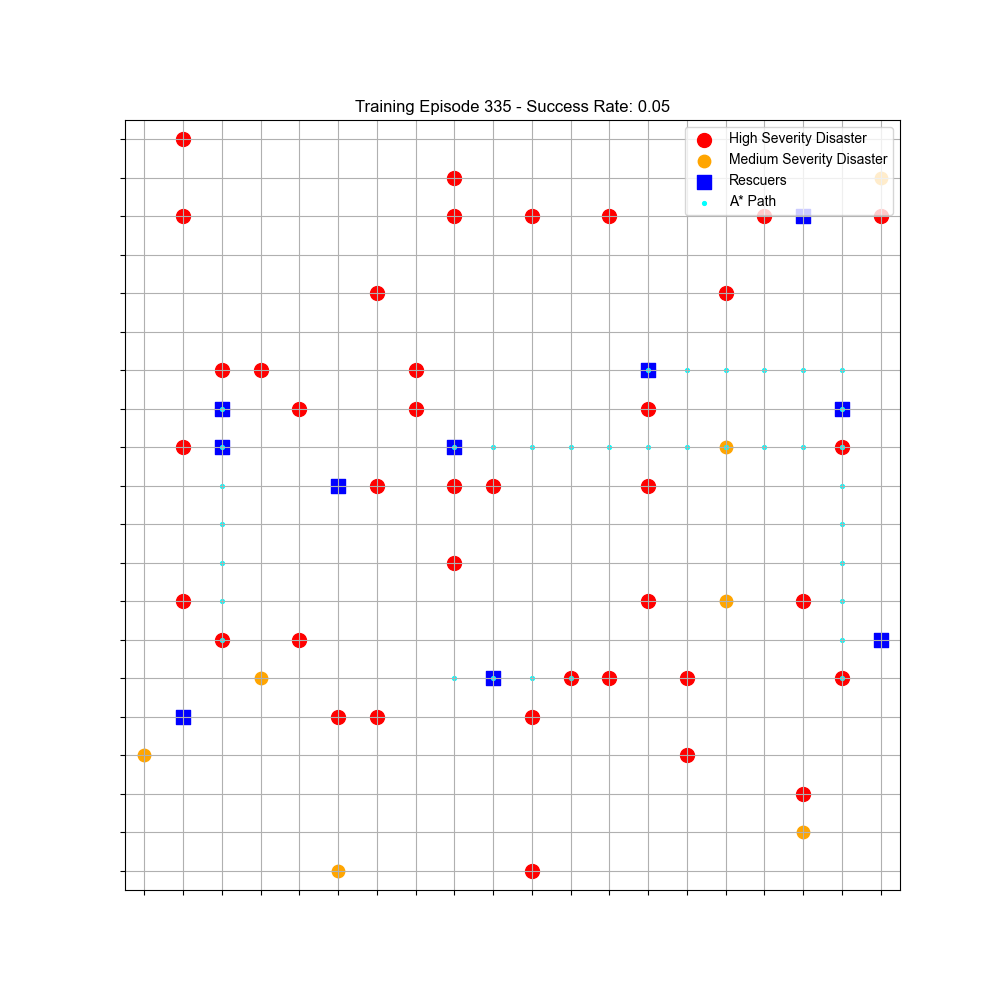 Training Episode 335 - Success Rate: 0.05
High Severity Disaster
Medium Severity Disaster
Rescuers
A* Path